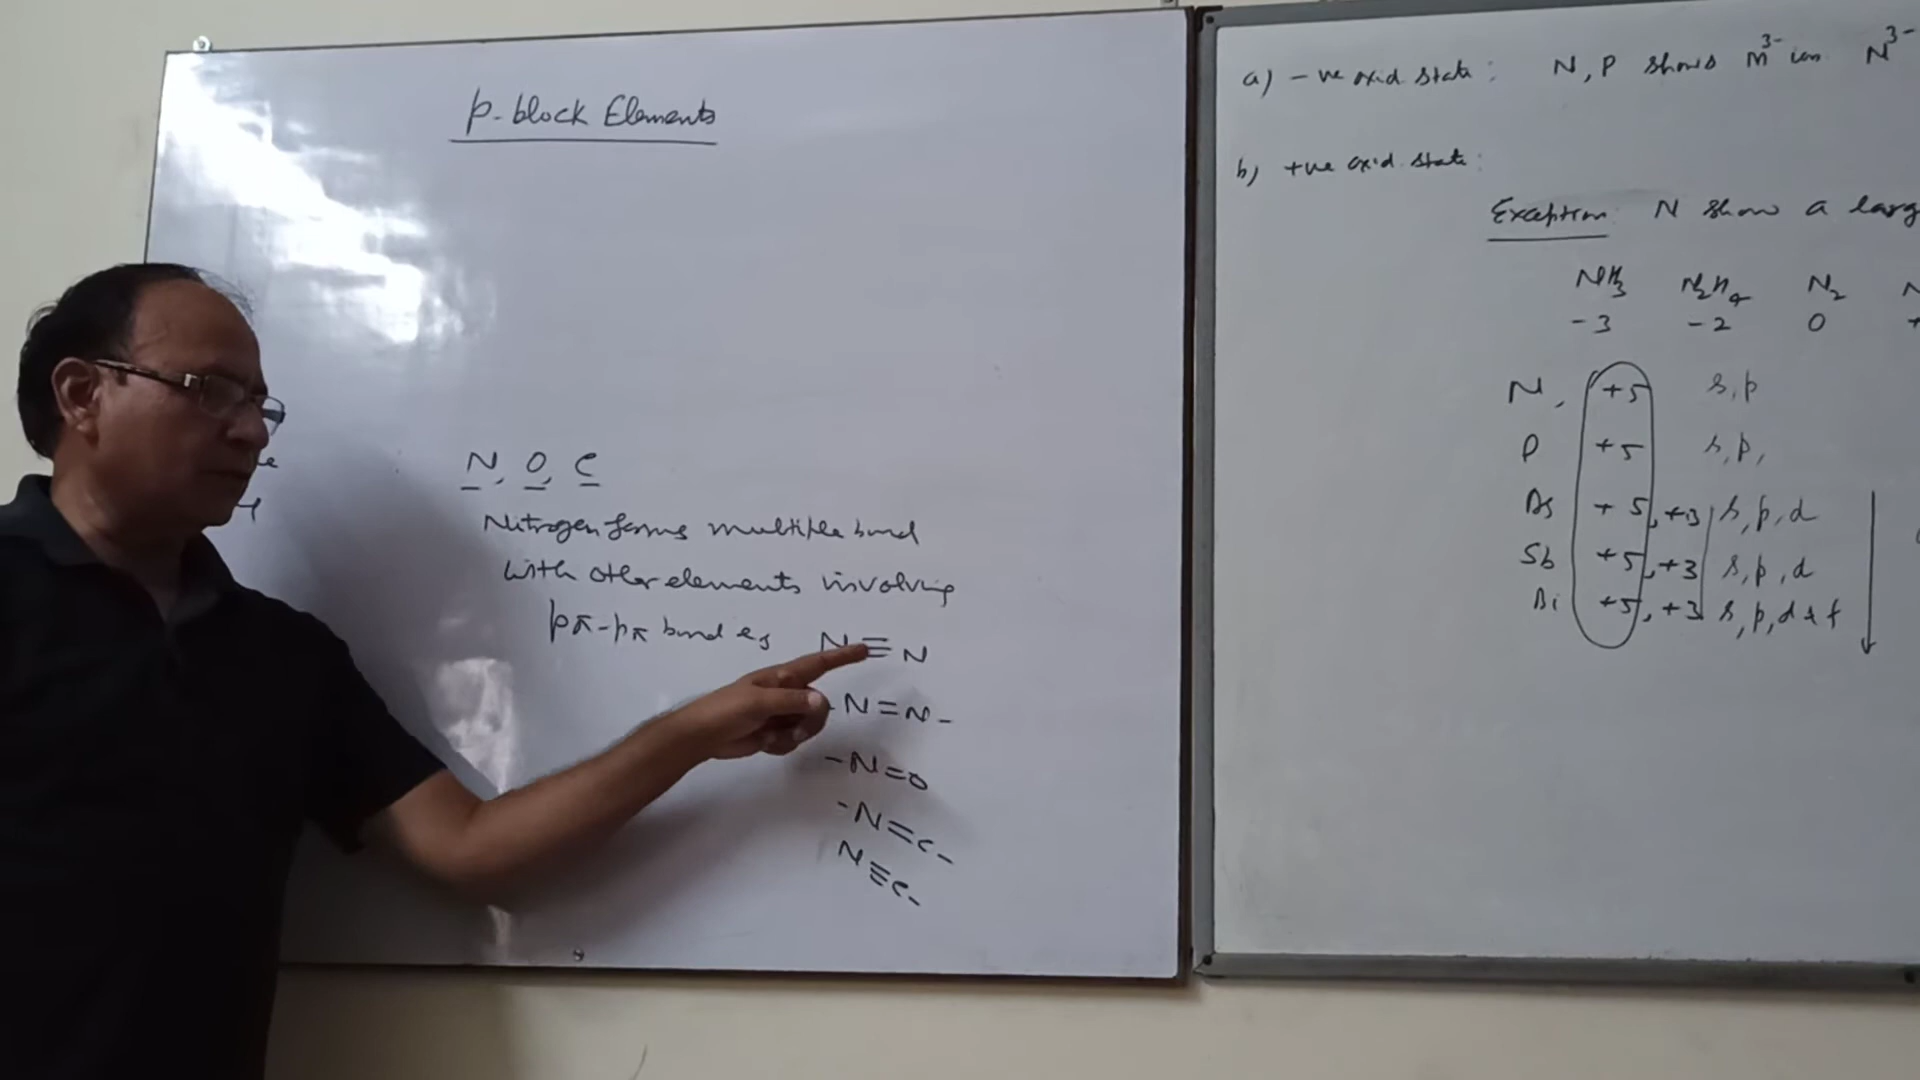 p-block Elements
N, O, C
Nitrogen forms multiple bond
with other elements involving
pπ-pπ bond eg N≡N
-N=N-
-N=O
-N=C-
N≡C-
a) -ve oxid. state: N, P shows M³⁻ ion N³⁻
b) +ve oxid. state:
Exception N show a larg
NH₃ N₂H₄ N₂ N
-3 -2 0 +
N, +5 s,p
P +5 s,p,
As +5, +3 s,p,d
Sb +5, +3 s,p,d
Bi +5, +3 s,p,d & f